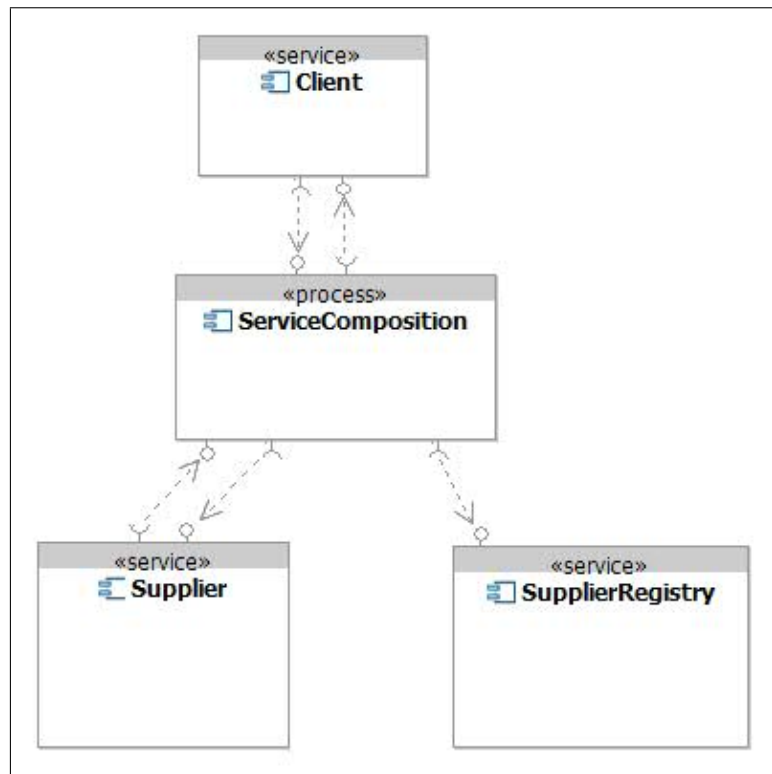 «service»
Client
«process»
ServiceComposition
«service»
Supplier
«service»
SupplierRegistry